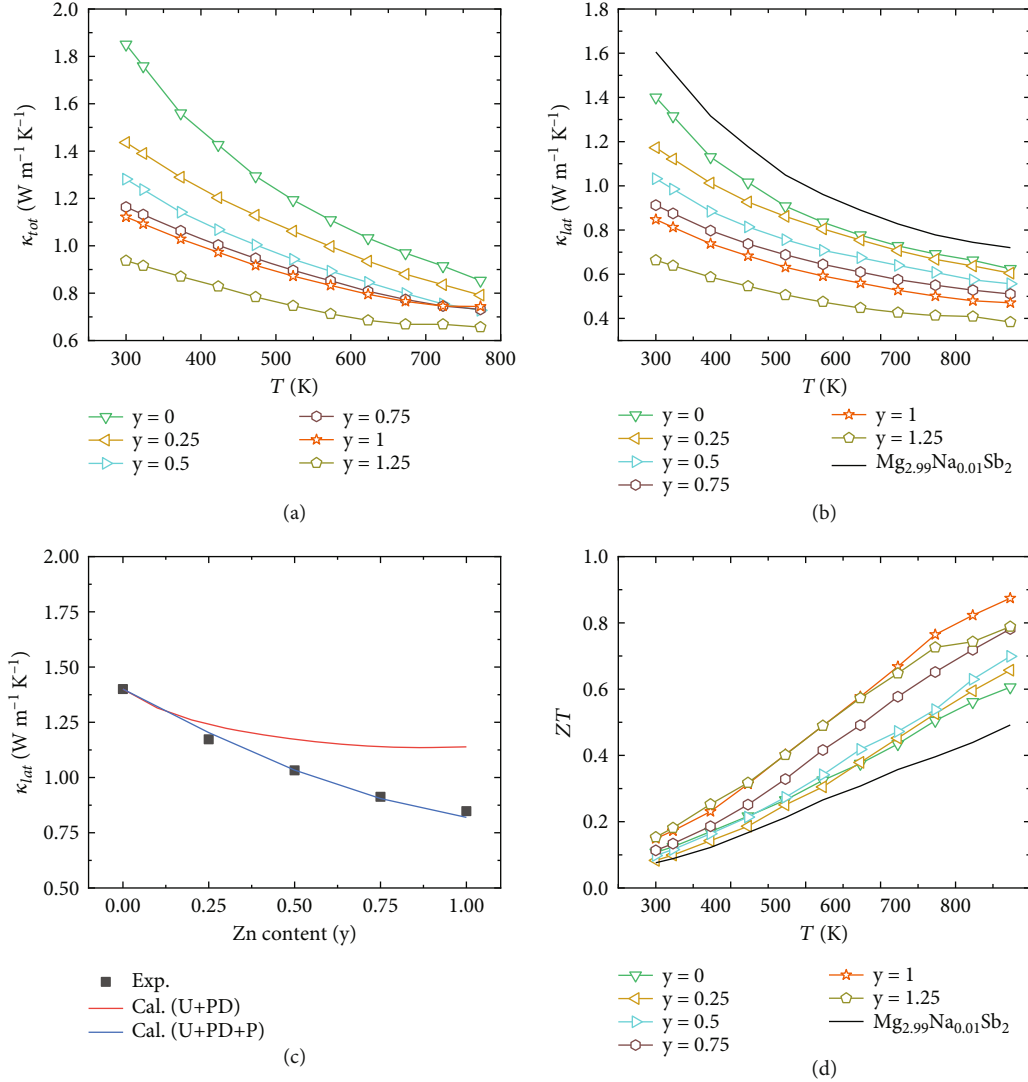 2.0
1.8
1.6
1.4
1.2
1.0
0.8
0.6
κtot (W m⁻¹ K⁻¹)
300 400 500 600 700 800
T (K)
y = 0
y = 0.25
y = 0.5
y = 0.75
y = 1
y = 1.25
(a)
1.8
1.6
1.4
1.2
1.0
0.8
0.6
0.4
κlat (W m⁻¹ K⁻¹)
300 400 500 600 700 800
T (K)
y = 0
y = 0.25
y = 0.5
y = 0.75
y = 1
y = 1.25
Mg₂.₉₉Na₀.₀₁Sb₂
(b)
2.00
1.75
1.50
1.25
1.00
0.75
0.50
κlat (W m⁻¹ K⁻¹)
0.00 0.25 0.50 0.75 1.00
Zn content (y)
Exp.
Cal. (U+PD)
Cal. (U+PD+P)
(c)
1.0
0.8
0.6
0.4
0.2
0.0
ZT
300 400 500 600 700 800
T (K)
y = 0
y = 0.25
y = 0.5
y = 0.75
y = 1
y = 1.25
Mg₂.₉₉Na₀.₀₁Sb₂
(d)